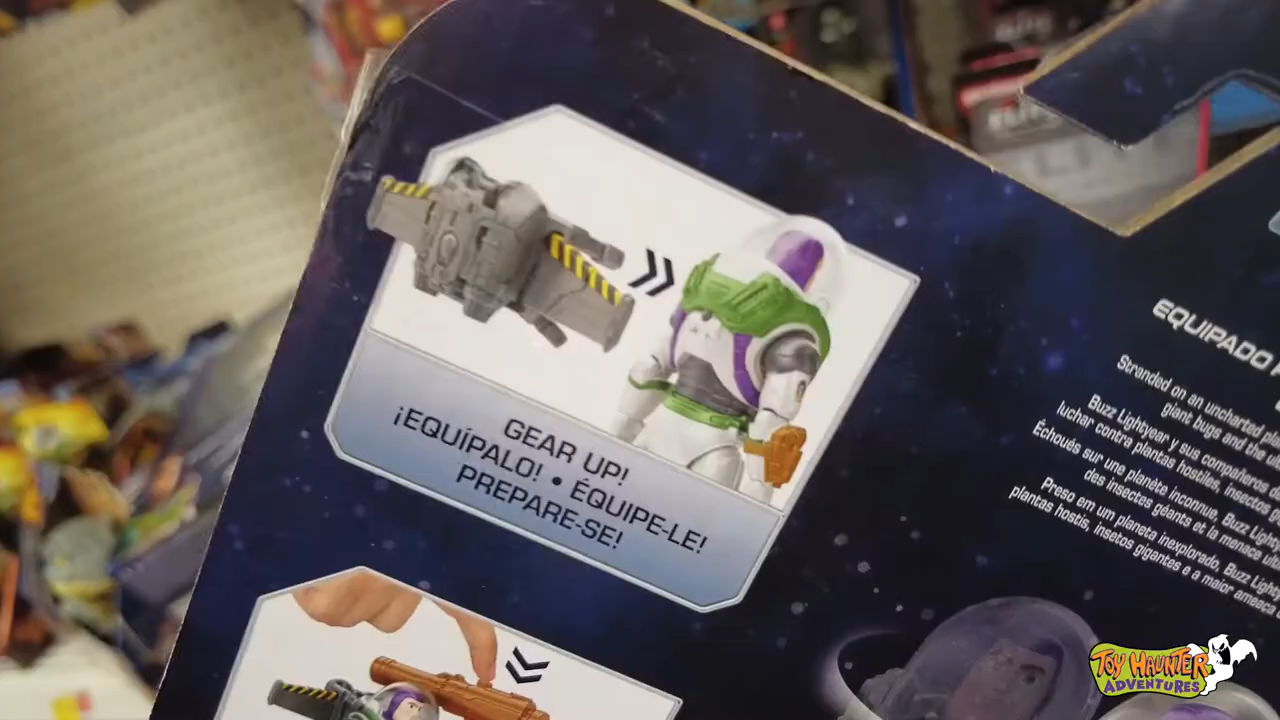 GEAR UP!
¡EQUÍPALO! • ÉQUIPE-LE!
PREPARE-SE!
EQUIPADO
Stranded on an uncharted
giant bugs and the
Buzz Lightyear y sus compañeros
luchar contra plantas hostiles, insectos
Échoués sur une planète inconnue, Buzz
des insectes géants et la menace
Preso em um planeta inexplorado, Buzz
plantas hostis, insetos gigantes e a maior ameaça
TOY HAUNTER
ADVENTURES